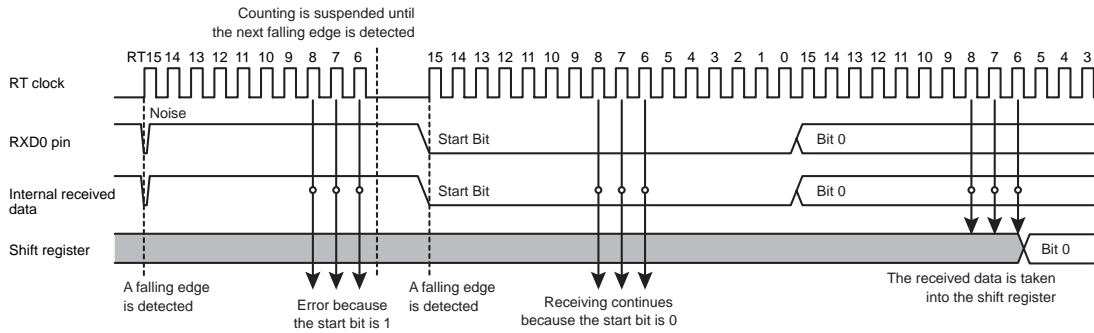 Counting is suspended until
the next falling edge is detected
RT15 14 13 12 11 10 9 8 7 6 15 14 13 12 11 10 9 8 7 6 5 4 3 2 1 0 15 14 13 12 11 10 9 8 7 6 5 4 3
RT clock
Noise
RXD0 pin
Start Bit
Bit 0
Internal received
data
Start Bit
Bit 0
Shift register
Bit 0
A falling edge
is detected
Error because
the start bit is 1
A falling edge
is detected
Receiving continues
because the start bit is 0
The received data is taken
into the shift register